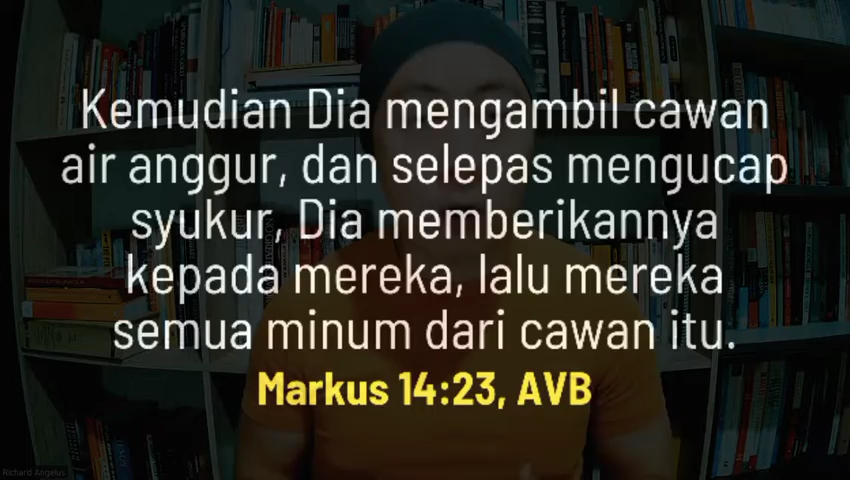 Kemudian Dia mengambil cawan
air anggur, dan selepas mengucap
syukur, Dia memberikannya
kepada mereka, lalu mereka
semua minum dari cawan itu.
Markus 14:23, AVB
Richard Angelus